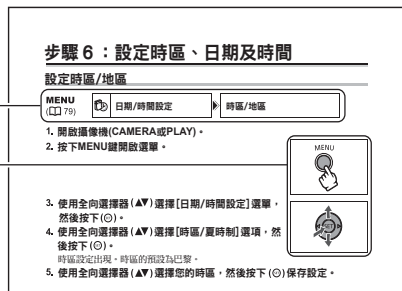 步驟 6：設定時區、日期及時間
設定時區/地區
MENU
(79)
日期/時間設定
時區/地區
1. 開啟攝像機(CAMERA或PLAY)。
2. 按下MENU鍵開啟選單。
MENU
3. 使用全向選擇器(▲▼)選擇[日期/時間設定]選單，
然後按下(㊂)。
SET
4. 使用全向選擇器(▲▼)選擇[時區/夏時制]選項，然
後按下(㊂)。
時區設定出現。時區的預設為巴黎。
5. 使用全向選擇器(▲▼)選擇您的時區，然後按下(㊂)保存設定。